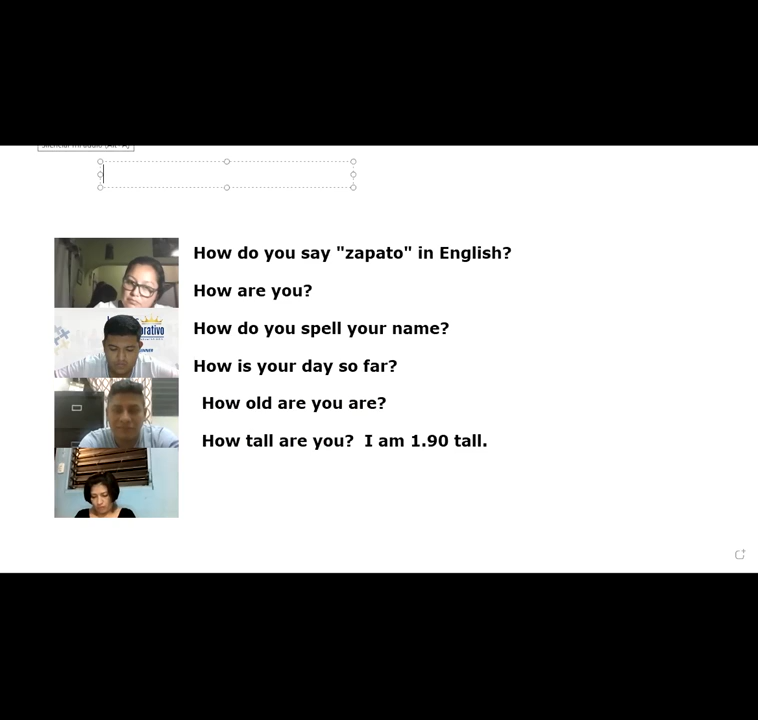 How do you say "zapato" in English?
How are you?
orativo
How do you spell your name?
How is your day so far?
How old are you are?
How tall are you? I am 1.90 tall.